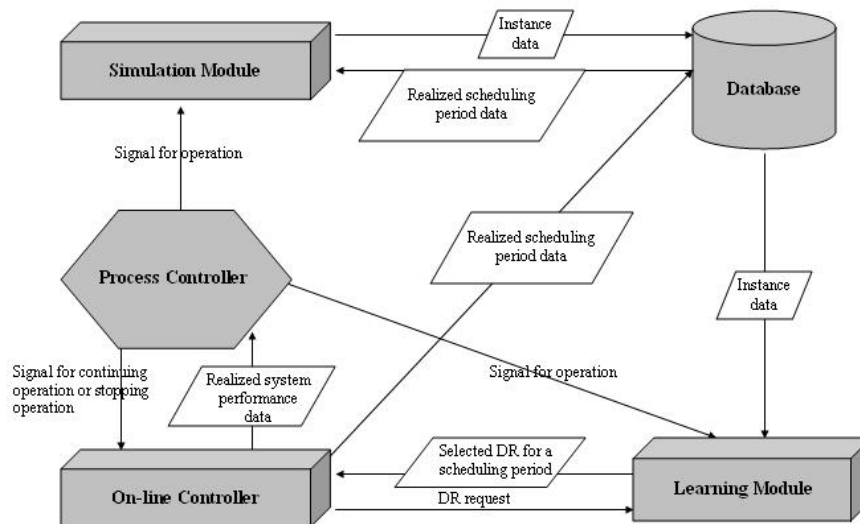 Instance
data
Simulation Module
Realized scheduling
period data
Database
Signal for operation
Realized scheduling
period data
Process Controller
Instance
data
Signal for continuing
operation or stopping
operation
Realized system
performance
data
Signal for operation
Selected DR for a
scheduling period
On-line Controller
DR request
Learning Module